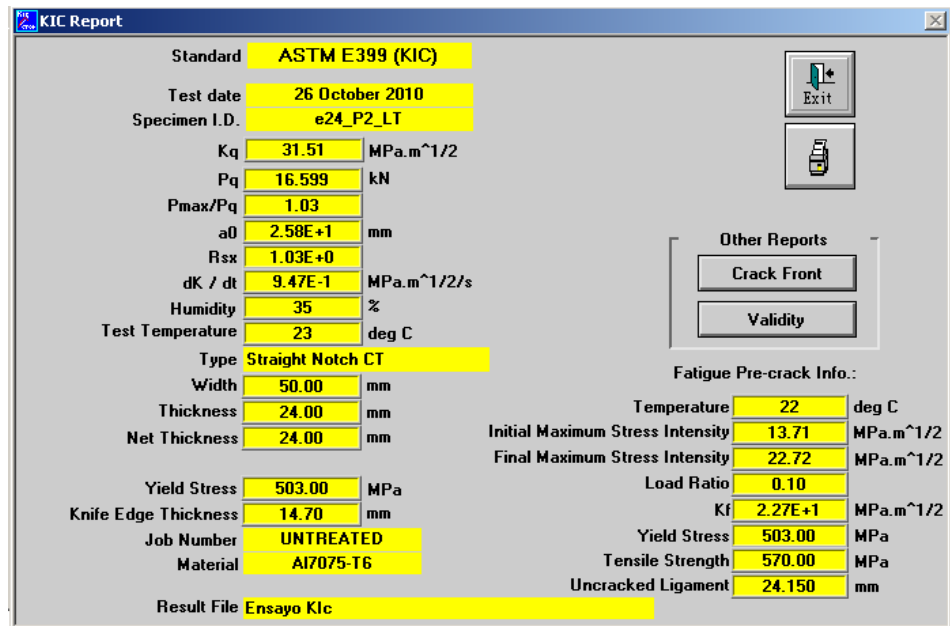 KIC Report
Standard ASTM E399 (KIC)
Test date 26 October 2010
Specimen I.D. e24_P2_LT
Kq 31.51 MPa.m^1/2
Pq 16.599 kN
Pmax/Pq 1.03
a0 2.58E+1 mm
Rsx 1.03E+0
dK / dt 9.47E-1 MPa.m^1/2/s
Humidity 35 %
Test Temperature 23 deg C
Type Straight Notch CT
Width 50.00 mm
Thickness 24.00 mm
Net Thickness 24.00 mm
Yield Stress 503.00 MPa
Knife Edge Thickness 14.70 mm
Job Number UNTREATED
Material Al7075-T6
Result File Ensayo KIc
Exit
Other Reports
Crack Front
Validity
Fatigue Pre-crack Info.:
Temperature 22 deg C
Initial Maximum Stress Intensity 13.71 MPa.m^1/2
Final Maximum Stress Intensity 22.72 MPa.m^1/2
Load Ratio 0.10
Kf 2.27E+1 MPa.m^1/2
Yield Stress 503.00 MPa
Tensile Strength 570.00 MPa
Uncracked Ligament 24.150 mm